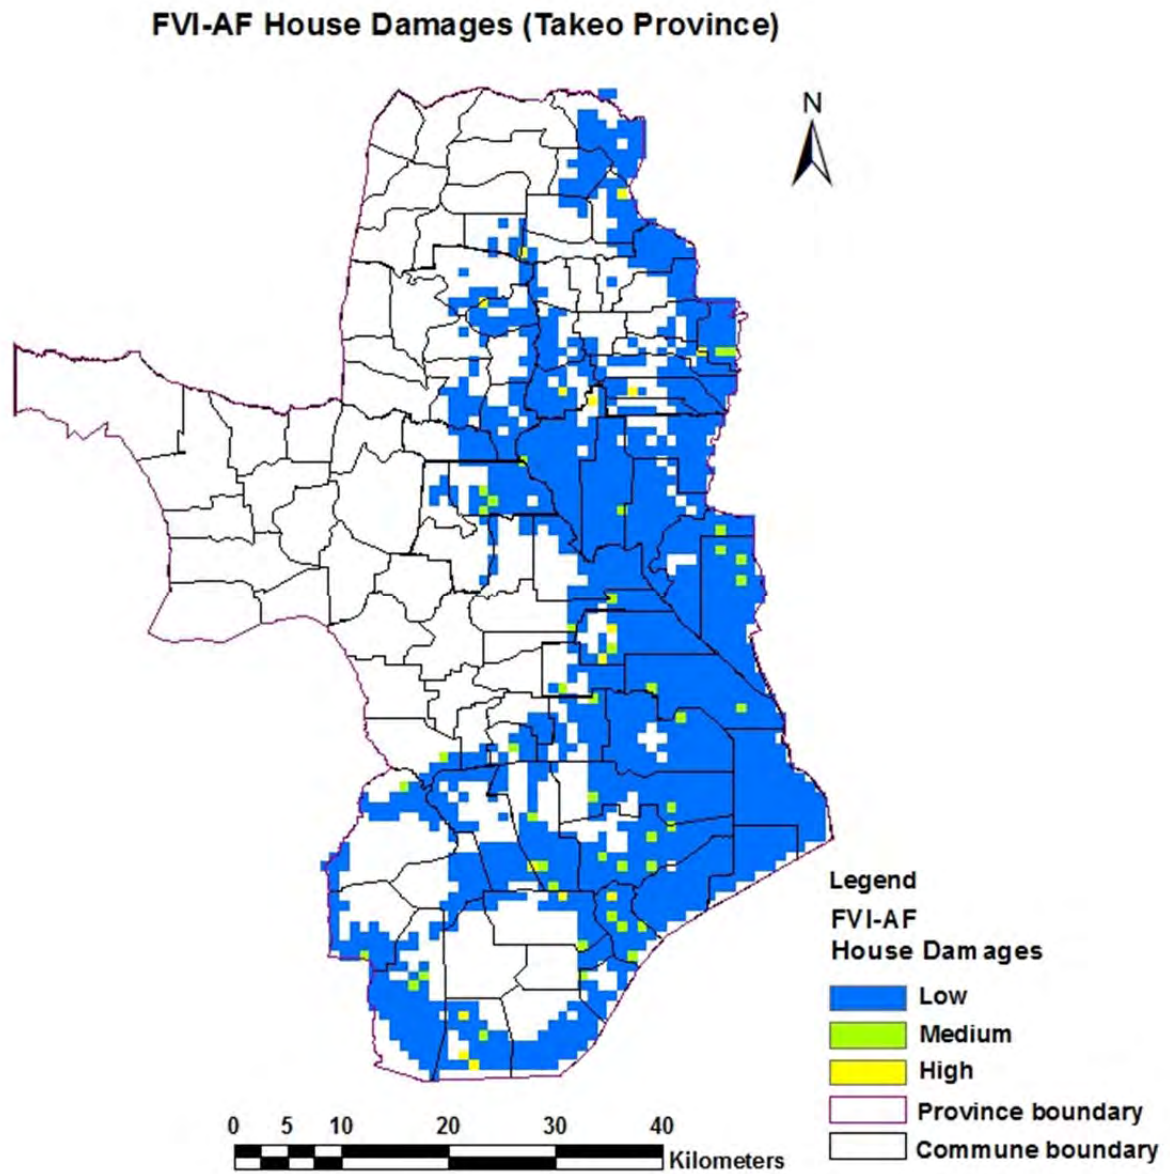 FVI-AF House Damages (Takeo Province)
N
Legend
FVI-AF
House Damages
Low
Medium
High
Province boundary
Commune boundary
0 5 10 20 30 40
Kilometers